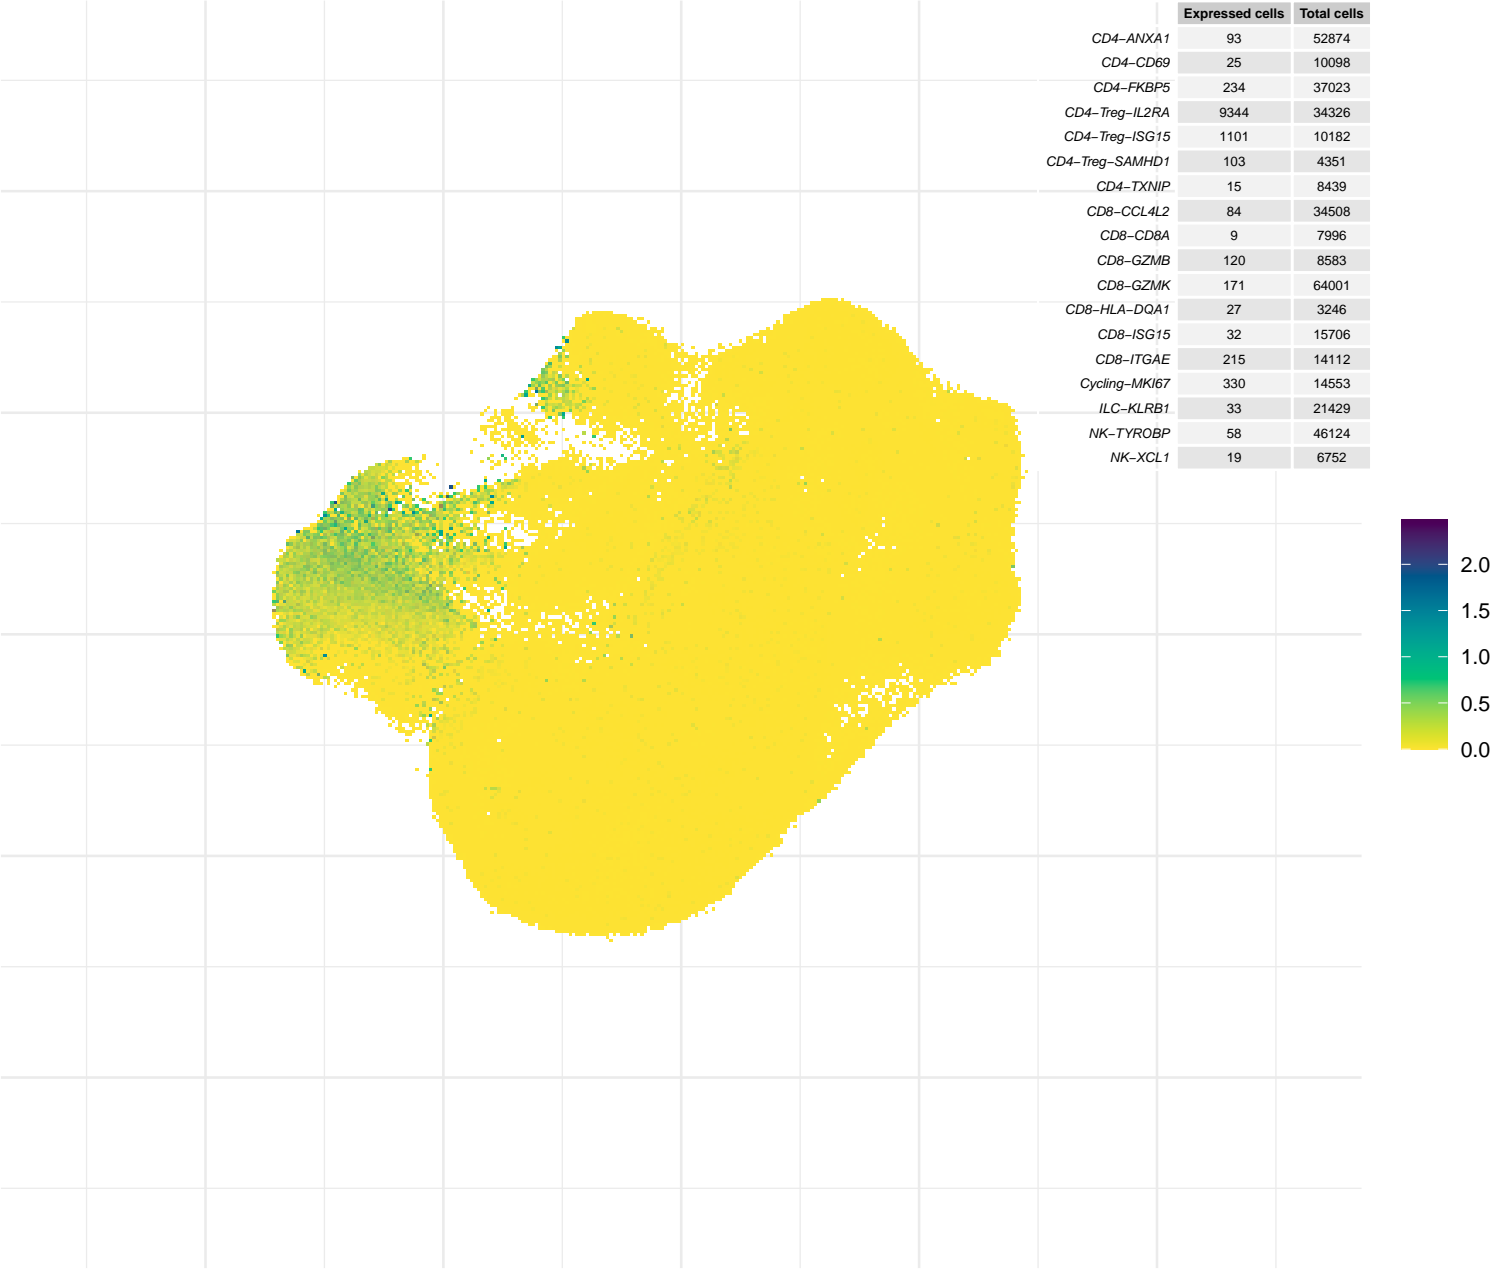 Expressed cells Total cells
CD4−ANXA1 93 52874
CD4−CD69 25 10098
CD4−FKBP5 234 37023
CD4−Treg−IL2RA 9344 34326
CD4−Treg−ISG15 1101 10182
CD4−Treg−SAMHD1 103 4351
CD4−TXNIP 15 8439
CD8−CCL4L2 84 34508
CD8−CD8A 9 7996
CD8−GZMB 120 8583
CD8−GZMK 171 64001
CD8−HLA−DQA1 27 3246
CD8−ISG15 32 15706
CD8−ITGAE 215 14112
Cycling−MKI67 330 14553
ILC−KLRB1 33 21429
NK−TYROBP 58 46124
NK−XCL1 19 6752
2.0
1.5
1.0
0.5
0.0